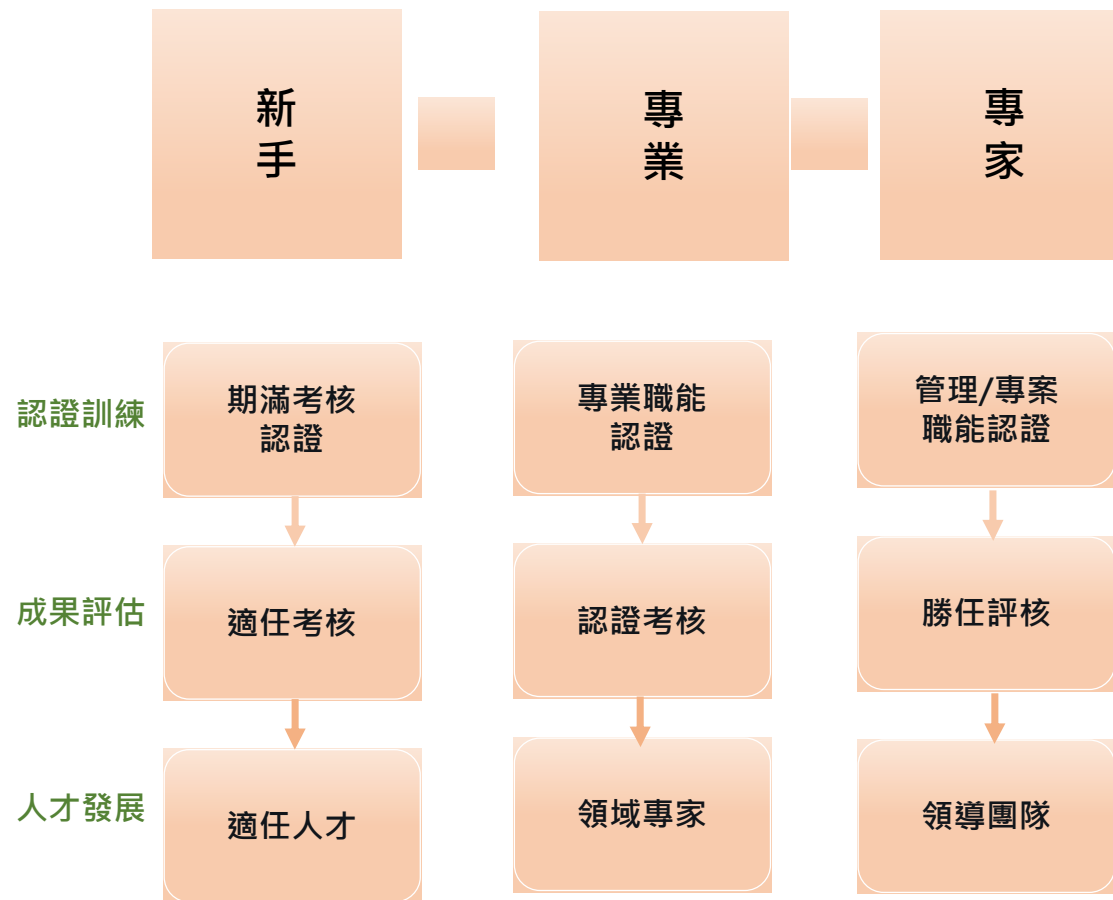 新
手
專
業
專
家
認證訓練
期滿考核
認證
專業職能
認證
管理/專案
職能認證
成果評估
適任考核
認證考核
勝任評核
人才發展
適任人才
領域專家
領導團隊